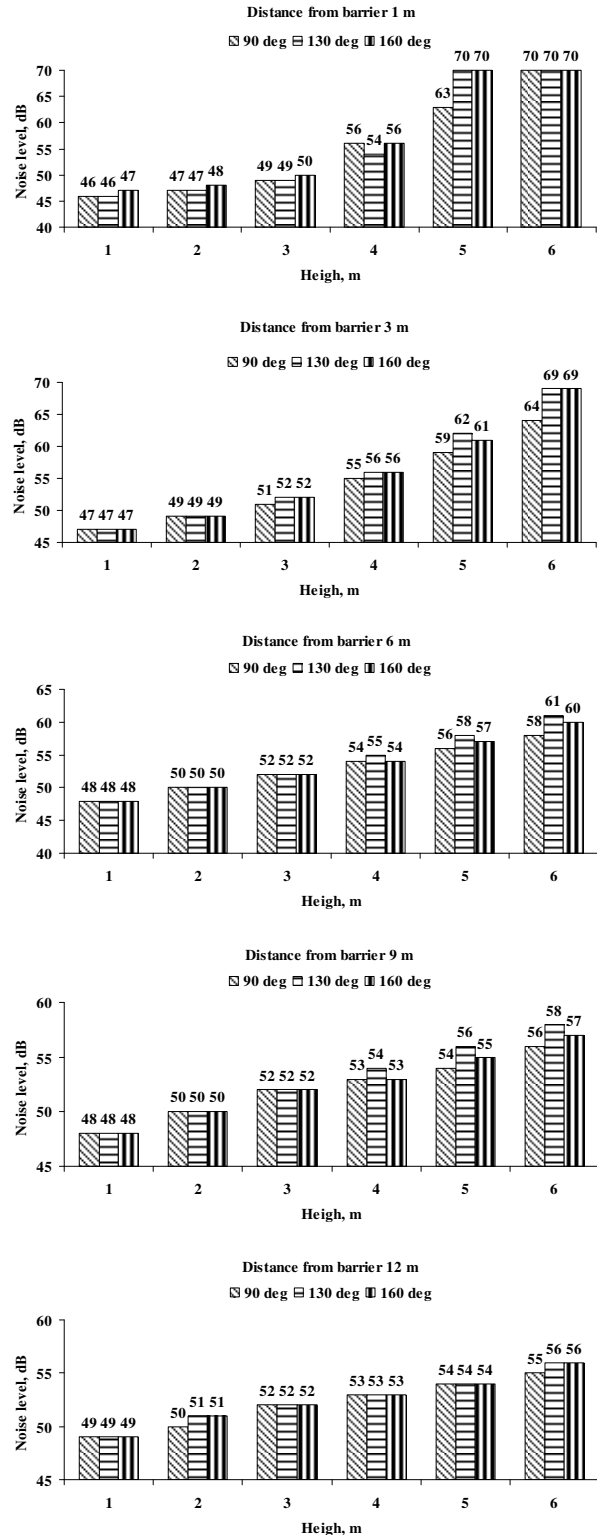 Distance from barrier 1 m
90 deg 130 deg 160 deg
Noise level, dB
70
65
60
55
50
45
40
46 46 47
47 47 48
49 49 50
56 54 56
63 70 70
70 70 70
1 2 3 4 5 6
Heigh, m
Distance from barrier 3 m
90 deg 130 deg 160 deg
Noise level, dB
70
65
60
55
50
45
47 47 47
49 49 49
51 52 52
55 56 56
59 62 61
64 69 69
1 2 3 4 5 6
Heigh, m
Distance from barrier 6 m
90 deg 130 deg 160 deg
Noise level, dB
65
60
55
50
45
40
48 48 48
50 50 50
52 52 52
54 55 54
56 58 57
58 61 60
1 2 3 4 5 6
Heigh, m
Distance from barrier 9 m
90 deg 130 deg 160 deg
Noise level, dB
60
55
50
45
48 48 48
50 50 50
52 52 52
53 54 53
54 56 55
56 58 57
1 2 3 4 5 6
Heigh, m
Distance from barrier 12 m
90 deg 130 deg 160 deg
Noise level, dB
60
55
50
45
49 49 49
50 51 51
52 52 52
53 53 53
54 54 54
55 56 56
1 2 3 4 5 6
Heigh, m